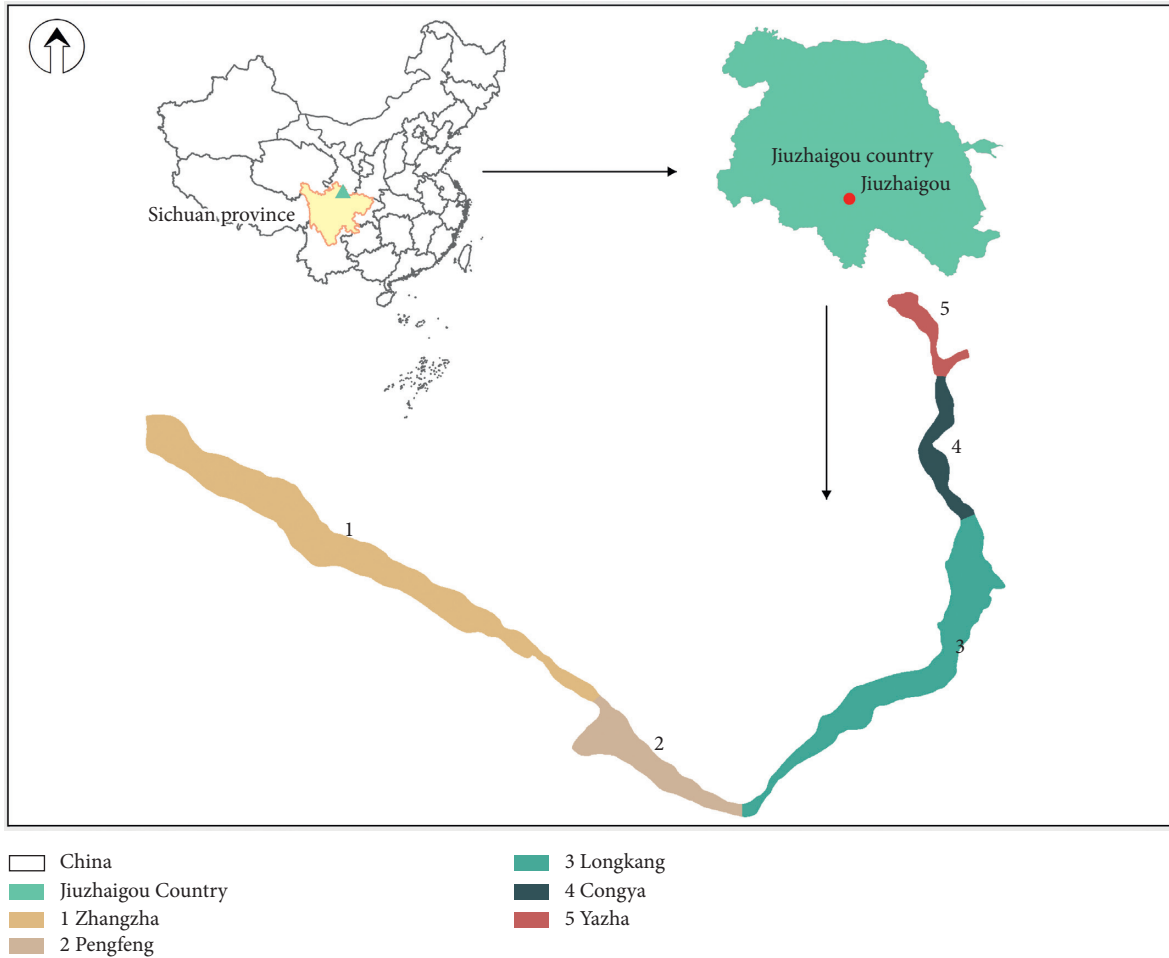 Sichuan province
Jiuzhaigou country
Jiuzhaigou
5
4
1
3
2
China
Jiuzhaigou Country
1 Zhangzha
2 Pengfeng
3 Longkang
4 Congya
5 Yazha